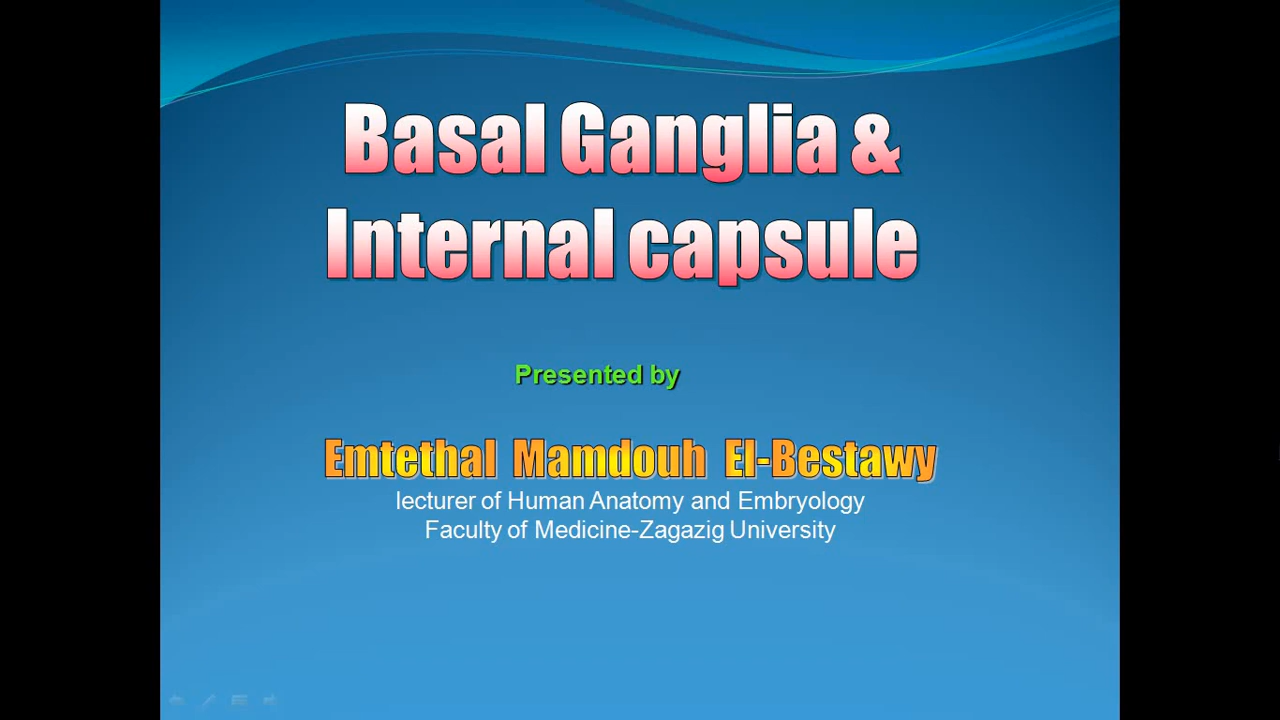 Basal Ganglia &
Internal capsule
Presented by
Emtethal Mamdouh El-Bestawy
lecturer of Human Anatomy and Embryology
Faculty of Medicine-Zagazig University